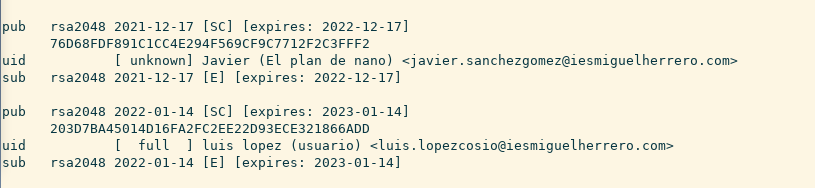 pub   rsa2048 2021-12-17 [SC] [expires: 2022-12-17]
      76D68FDF891C1CC4E294F569CF9C7712F2C3FFF2
uid           [ unknown] Javier (El plan de nano) <javier.sanchezgomez@iesmiguelherrero.com>
sub   rsa2048 2021-12-17 [E] [expires: 2022-12-17]

pub   rsa2048 2022-01-14 [SC] [expires: 2023-01-14]
      203D7BA45014D16FA2FC2EE22D93ECE321866ADD
uid           [  full  ] luis lopez (usuario) <luis.lopezcosio@iesmiguelherrero.com>
sub   rsa2048 2022-01-14 [E] [expires: 2023-01-14]